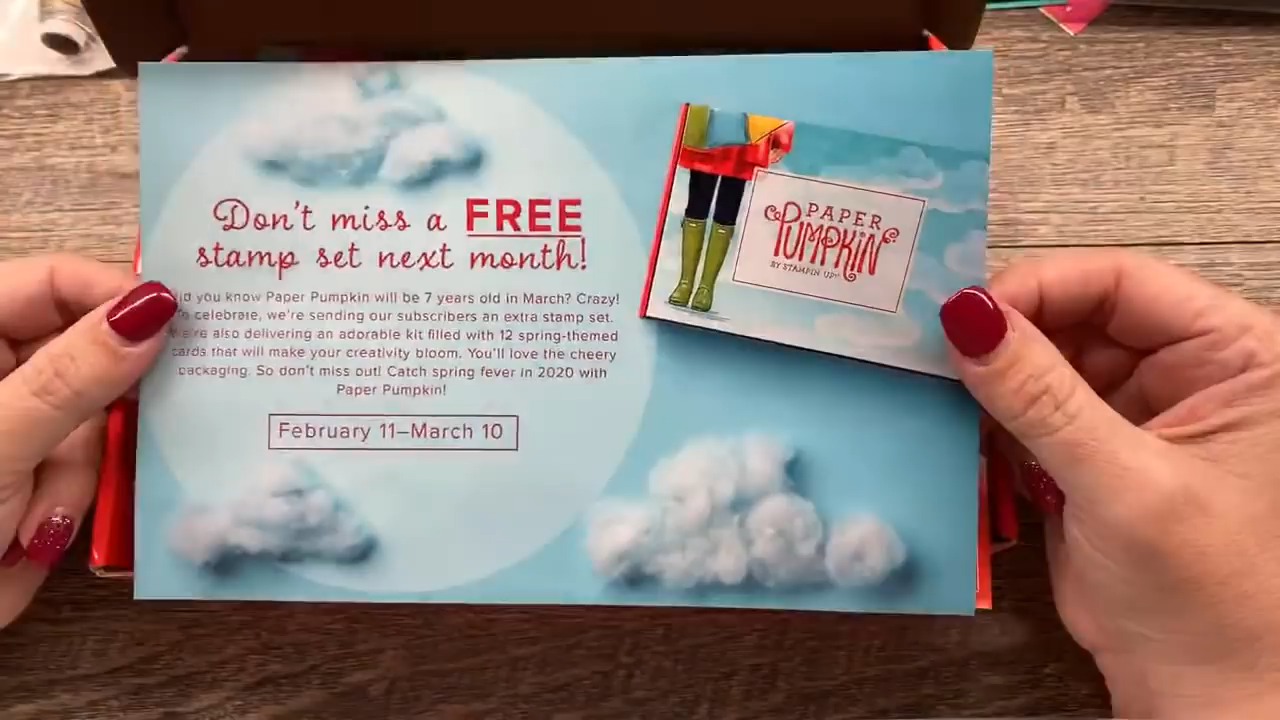 Don't miss a FREE
stamp set next month!
id you know Paper Pumpkin will be 7 years old in March? Crazy!
celebrate, we're sending our subscribers an extra stamp set.
also delivering an adorable kit filled with 12 spring-themed
cards that will make your creativity bloom. You'll love the cheery
packaging. So don't miss out! Catch spring fever in 2020 with
Paper Pumpkin!
February 11–March 10
PAPER
PUMPKIN
BY STAMPIN' UP!